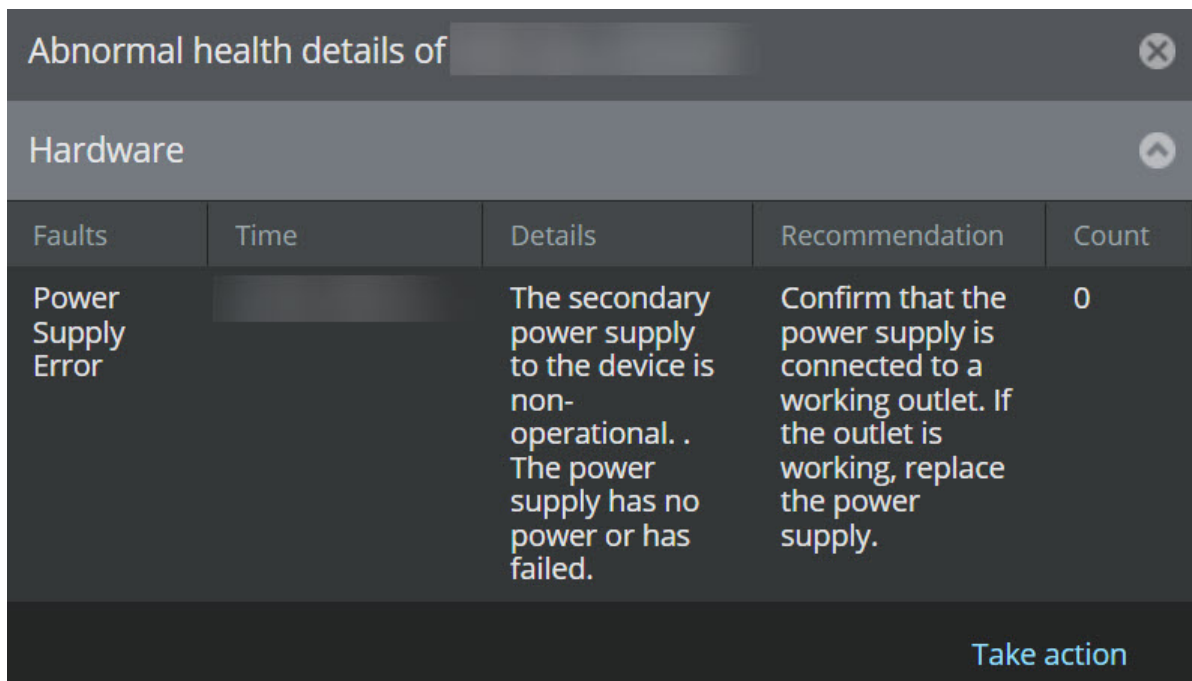 Abnormal health details of
Hardware
Faults Time Details Recommendation Count
Power
Supply
Error
The secondary
power supply
to the device is
non-
operational. .
The power
supply has no
power or has
failed.
Confirm that the
power supply is
connected to a
working outlet. If
the outlet is
working, replace
the power
supply.
0
Take action